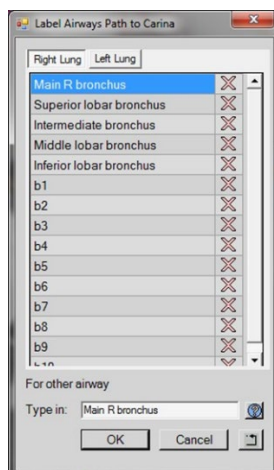 Label Airways Path to Carina
Right Lung Left Lung
Main R bronchus
Superior lobar bronchus
Intermediate bronchus
Middle lobar bronchus
Inferior lobar bronchus
b1
b2
b3
b4
b5
b6
b7
b8
b9
b10
For other airway
Type in: Main R bronchus
OK Cancel